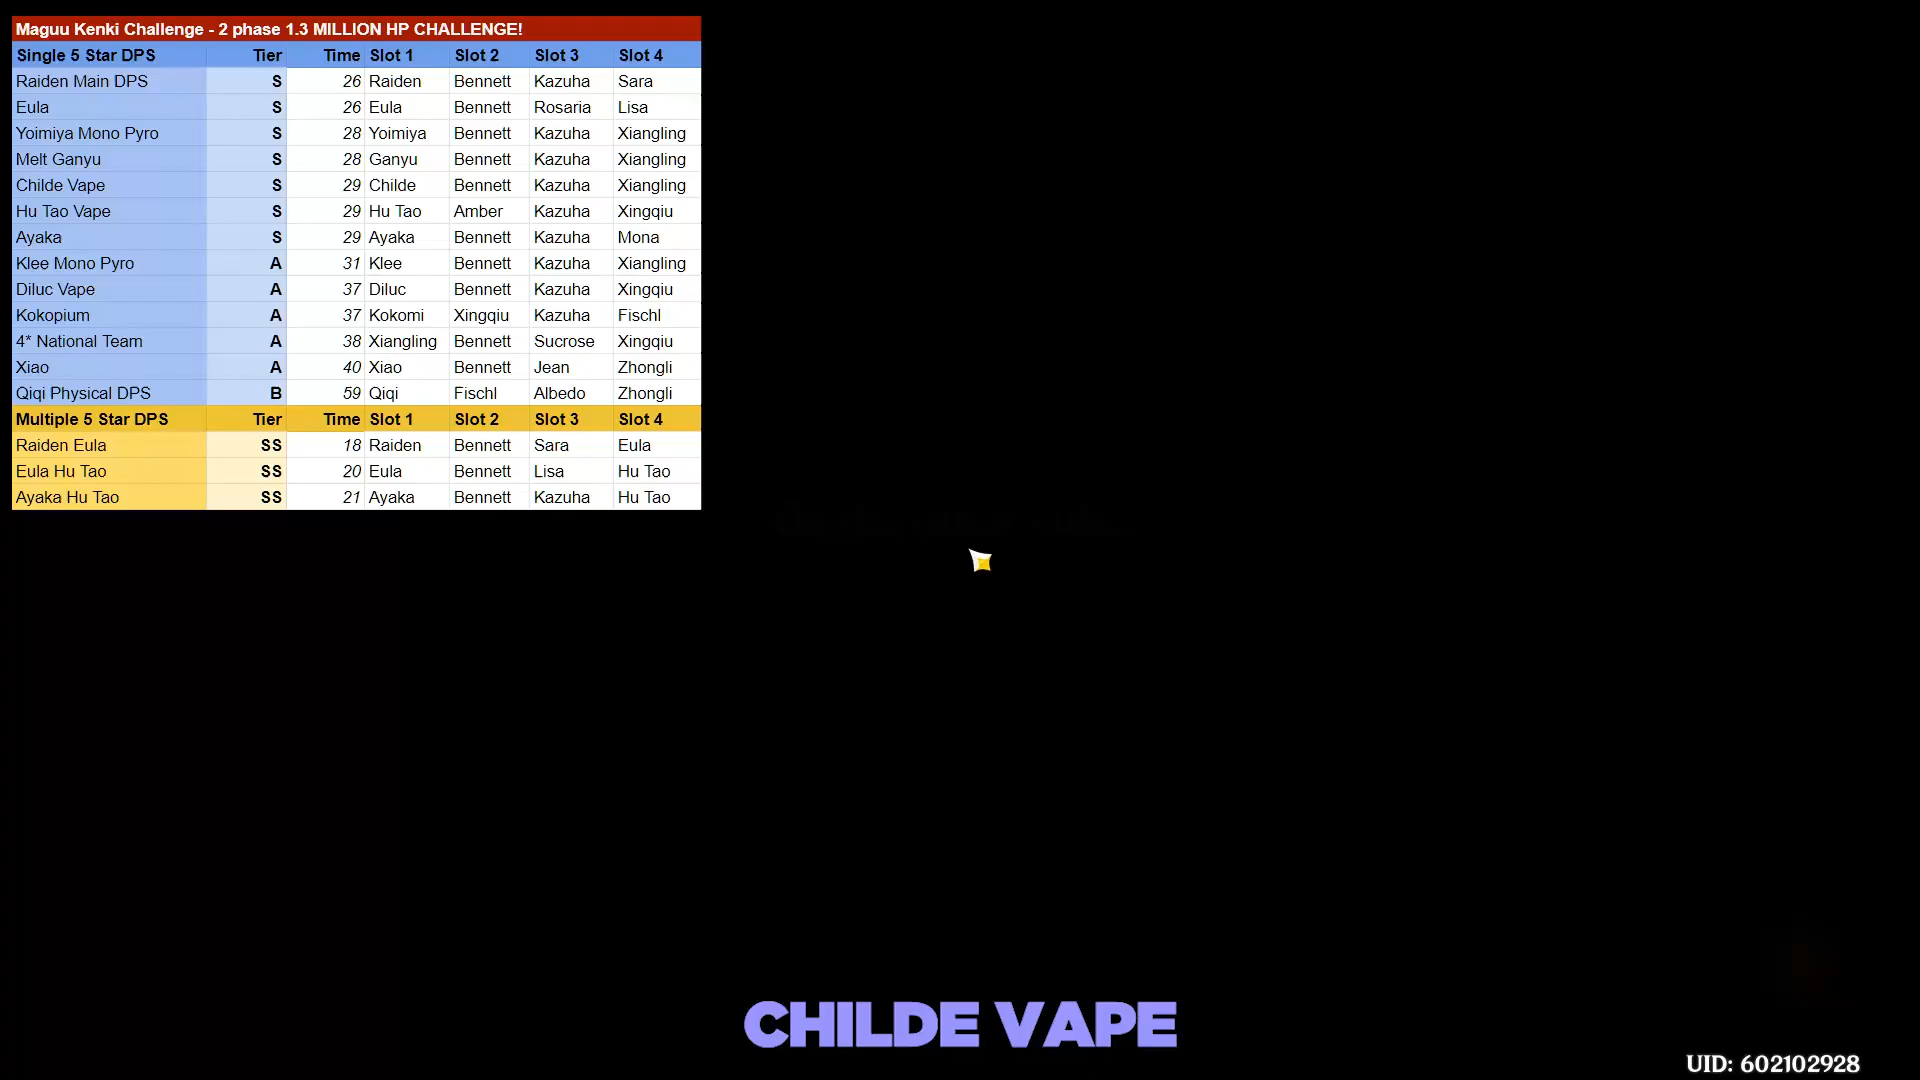 Maguu Kenki Challenge - 2 phase 1.3 MILLION HP CHALLENGE!
Single 5 Star DPS Tier Time Slot 1 Slot 2 Slot 3 Slot 4
Raiden Main DPS S 26 Raiden Bennett Kazuha Sara
Eula S 26 Eula Bennett Rosaria Lisa
Yoimiya Mono Pyro S 28 Yoimiya Bennett Kazuha Xiangling
Melt Ganyu S 28 Ganyu Bennett Kazuha Xiangling
Childe Vape S 29 Childe Bennett Kazuha Xiangling
Hu Tao Vape S 29 Hu Tao Amber Kazuha Xingqiu
Ayaka S 29 Ayaka Bennett Kazuha Mona
Klee Mono Pyro A 31 Klee Bennett Kazuha Xiangling
Diluc Vape A 37 Diluc Bennett Kazuha Xingqiu
Kokopium A 37 Kokomi Xingqiu Kazuha Fischl
4* National Team A 38 Xiangling Bennett Sucrose Xingqiu
Xiao A 40 Xiao Bennett Jean Zhongli
Qiqi Physical DPS B 59 Qiqi Fischl Albedo Zhongli
Multiple 5 Star DPS Tier Time Slot 1 Slot 2 Slot 3 Slot 4
Raiden Eula SS 18 Raiden Bennett Sara Eula
Eula Hu Tao SS 20 Eula Bennett Lisa Hu Tao
Ayaka Hu Tao SS 21 Ayaka Bennett Kazuha Hu Tao
CHILDE VAPE
UID: 602102928